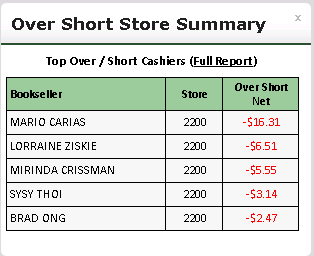 Over Short Store Summary x
Top Over / Short Cashiers (Full Report)
Bookseller Store Over Short Net
MARIO CARIAS 2200 -$16.31
LORRAINE ZISKIE 2200 -$6.51
MIRINDA CRISSMAN 2200 -$5.55
SYSY THOI 2200 -$3.14
BRAD ONG 2200 -$2.47